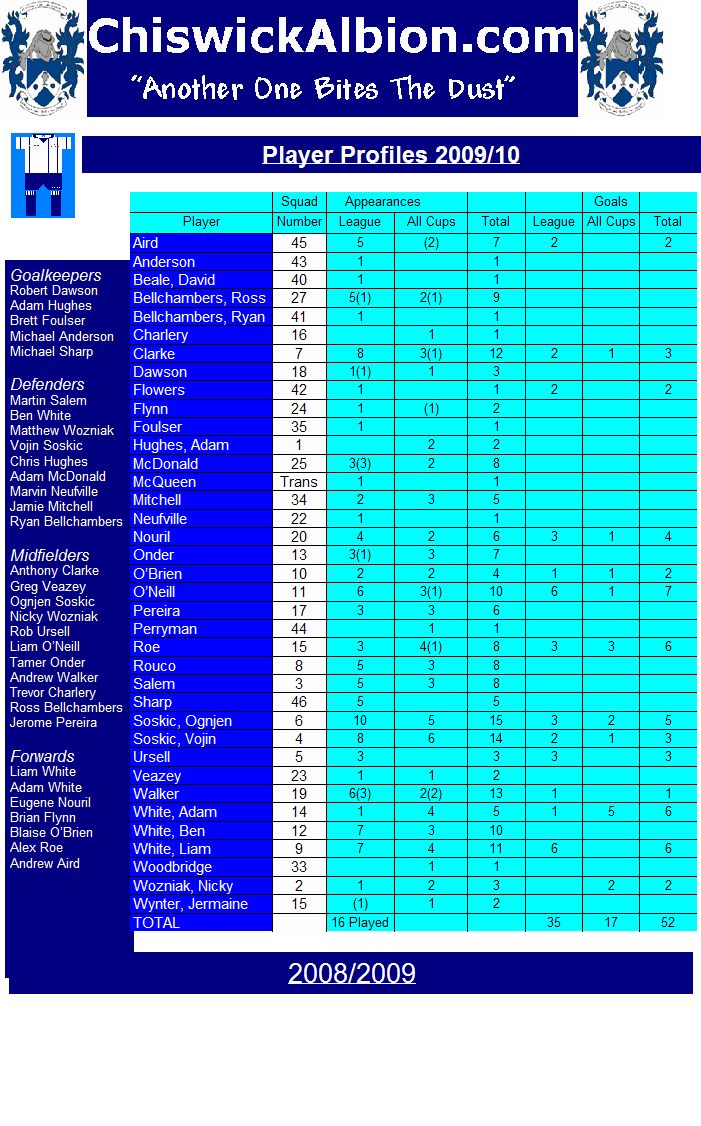 ChiswickAlbion.com
"Another One Bites The Dust"
Player Profiles 2009/10
Goalkeepers
Robert Dawson
Adam Hughes
Brett Foulser
Michael Anderson
Michael Sharp
Defenders
Martin Salem
Ben White
Matthew Wozniak
Vojin Soskic
Chris Hughes
Adam McDonald
Marvin Neufville
Jamie Mitchell
Ryan Bellchambers
Midfielders
Anthony Clarke
Greg Veazey
Ognjen Soskic
Nicky Wozniak
Rob Ursell
Liam O'Neill
Tamer Onder
Andrew Walker
Trevor Charlery
Ross Bellchambers
Jerome Pereira
Forwards
Liam White
Adam White
Eugene Nouril
Brian Flynn
Blaise O'Brien
Alex Roe
Andrew Aird
Squad Appearances Goals
Player Number League All Cups Total League All Cups Total
Aird 45 5 (2) 7 2 2
Anderson 43 1 1
Beale, David 40 1 1
Bellchambers, Ross 27 5(1) 2(1) 9
Bellchambers, Ryan 41 1 1
Charlery 16 1 1
Clarke 7 8 3(1) 12 2 1 3
Dawson 18 1(1) 1 3
Flowers 42 1 1 2 2
Flynn 24 1 (1) 2
Foulser 35 1 1
Hughes, Adam 1 2 2
McDonald 25 3(3) 2 8
McQueen Trans 1 1
Mitchell 34 2 3 5
Neufville 22 1 1
Nouril 20 4 2 6 3 1 4
Onder 13 3(1) 3 7
O'Brien 10 2 2 4 1 1 2
O'Neill 11 6 3(1) 10 6 1 7
Pereira 17 3 3 6
Perryman 44 1 1
Roe 15 3 4(1) 8 3 3 6
Rouco 8 5 3 8
Salem 3 5 3 8
Sharp 46 5 5
Soskic, Ognjen 6 10 5 15 3 2 5
Soskic, Vojin 4 8 6 14 2 1 3
Ursell 5 3 3 3 3
Veazey 23 1 1 2
Walker 19 6(3) 2(2) 13 1 1
White, Adam 14 1 4 5 1 5 6
White, Ben 12 7 3 10
White, Liam 9 7 4 11 6 6
Woodbridge 33 1 1
Wozniak, Nicky 2 1 2 3 2 2
Wynter, Jermaine 15 (1) 1 2
TOTAL 16 Played 35 17 52
2008/2009